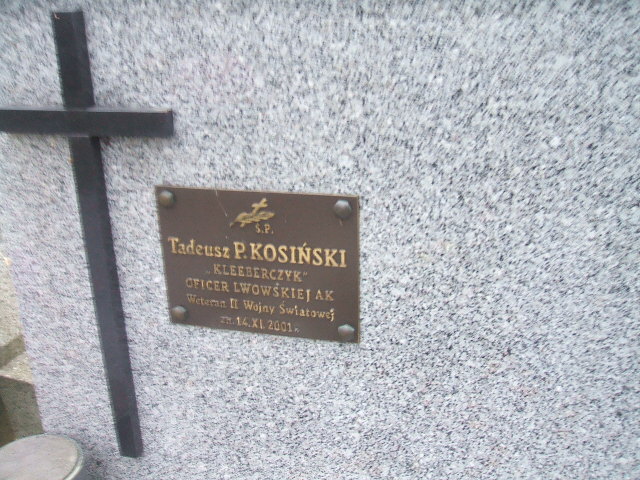 Ś.P.
Tadeusz P. KOSIŃSKI
„KLEEBERCZYK"
OFICER LWOWSKIEJ AK
Weteran II Wojny Światowej
zm. 14.XI.2001 r.